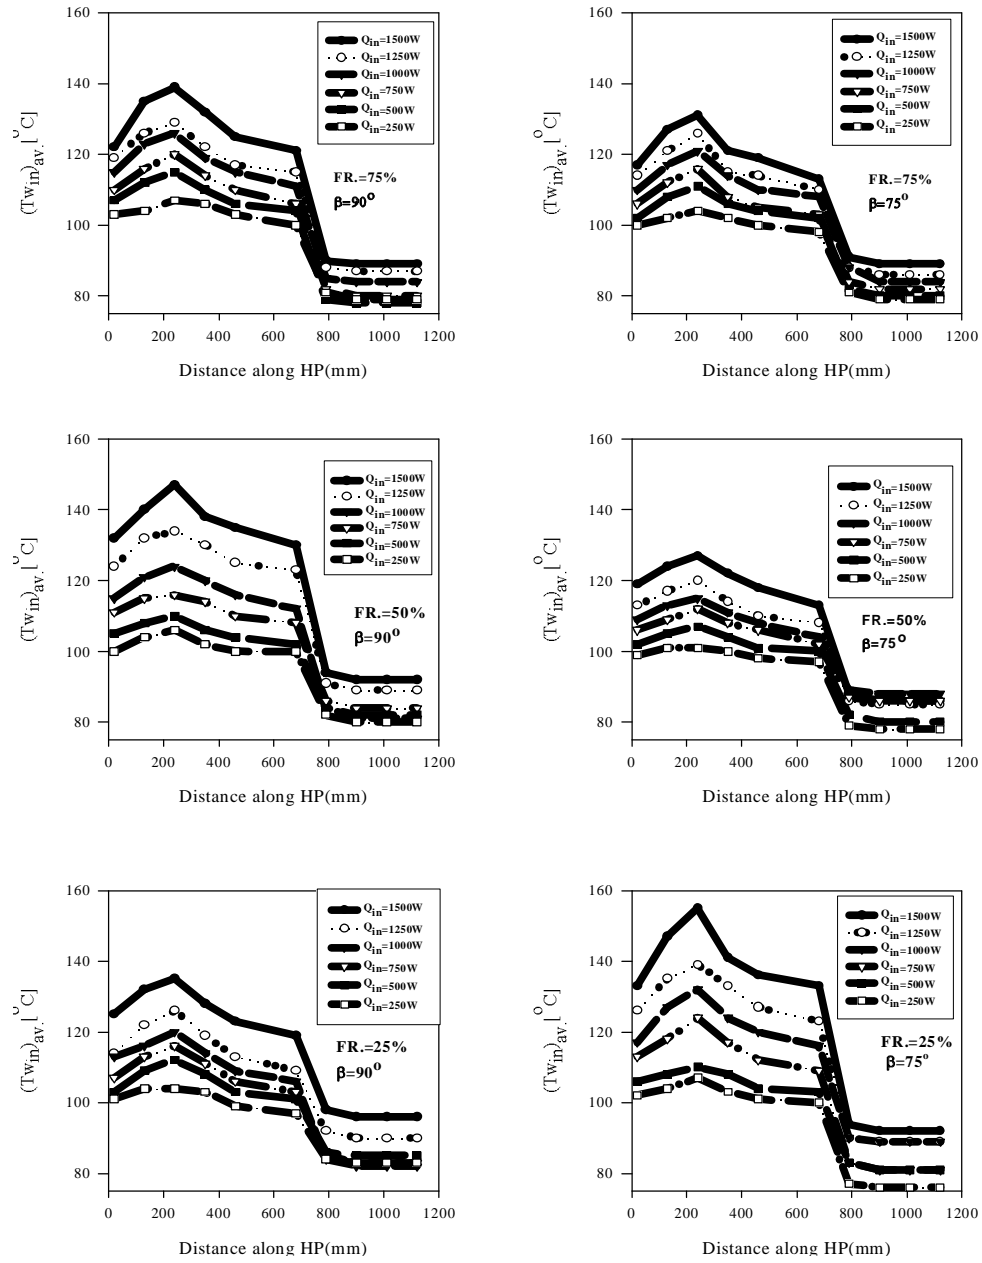 160
140
120
100
80
(Tw_in)_av.[°C]
Q_in=1500W
Q_in=1250W
Q_in=1000W
Q_in=750W
Q_in=500W
Q_in=250W
FR.=75%
β=90°
0 200 400 600 800 1000 1200
Distance along HP(mm)
160
140
120
100
80
(Tw_in)_av.[°C]
Q_in=1500W
Q_in=1250W
Q_in=1000W
Q_in=750W
Q_in=500W
Q_in=250W
FR.=75%
β=75°
0 200 400 600 800 1000 1200
Distance along HP(mm)
160
140
120
100
80
(Tw_in)_av.[°C]
Q_in=1500W
Q_in=1250W
Q_in=1000W
Q_in=750W
Q_in=500W
Q_in=250W
FR.=50%
β=90°
0 200 400 600 800 1000 1200
Distance along HP(mm)
160
140
120
100
80
(Tw_in)_av.[°C]
Q_in=1500W
Q_in=1250W
Q_in=1000W
Q_in=750W
Q_in=500W
Q_in=250W
FR.=50%
β=75°
0 200 400 600 800 1000 1200
Distance along HP(mm)
160
140
120
100
80
(Tw_in)_av.[°C]
Q_in=1500W
Q_in=1250W
Q_in=1000W
Q_in=750W
Q_in=500W
Q_in=250W
FR.=25%
β=90°
0 200 400 600 800 1000 1200
Distance along HP(mm)
160
140
120
100
80
(Tw_in)_av.[°C]
Q_in=1500W
Q_in=1250W
Q_in=1000W
Q_in=750W
Q_in=500W
Q_in=250W
FR.=25%
β=75°
0 200 400 600 800 1000 1200
Distance along HP(mm)